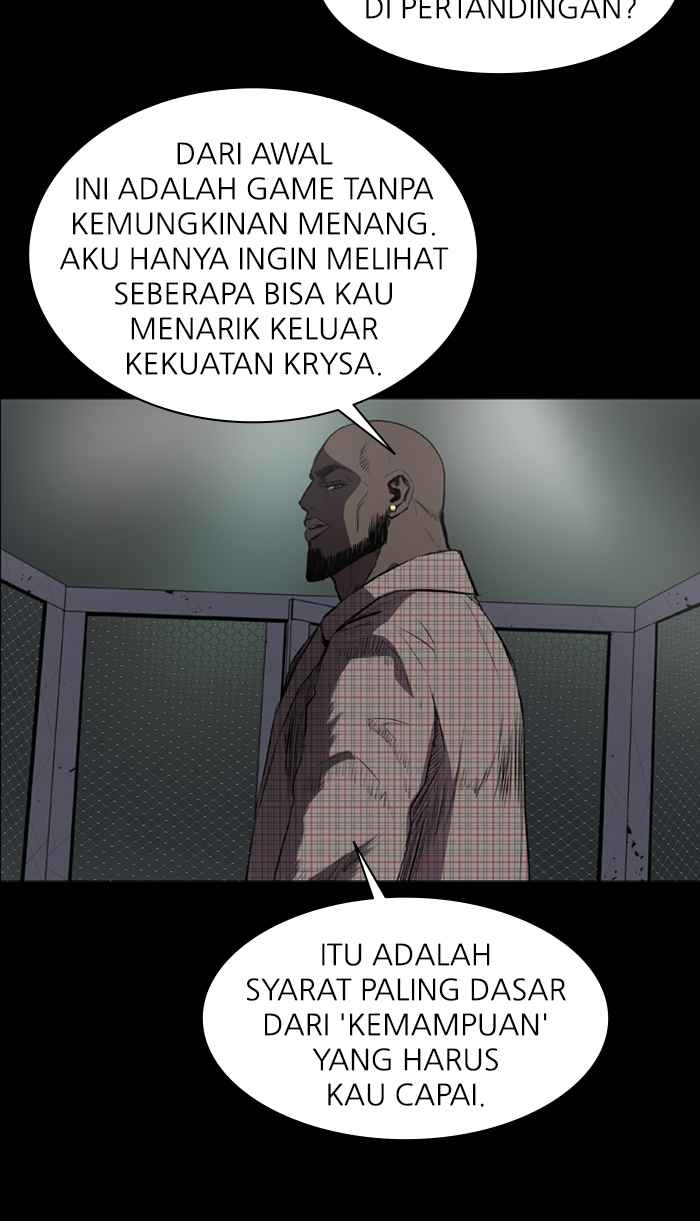 DI PERTANDINGAN?
DARI AWAL
INI ADALAH GAME TANPA
KEMUNGKINAN MENANG.
AKU HANYA INGIN MELIHAT
SEBERAPA BISA KAU
MENARIK KELUAR
KEKUATAN KRYSA.
ITU ADALAH
SYARAT PALING DASAR
DARI 'KEMAMPUAN'
YANG HARUS
KAU CAPAI.